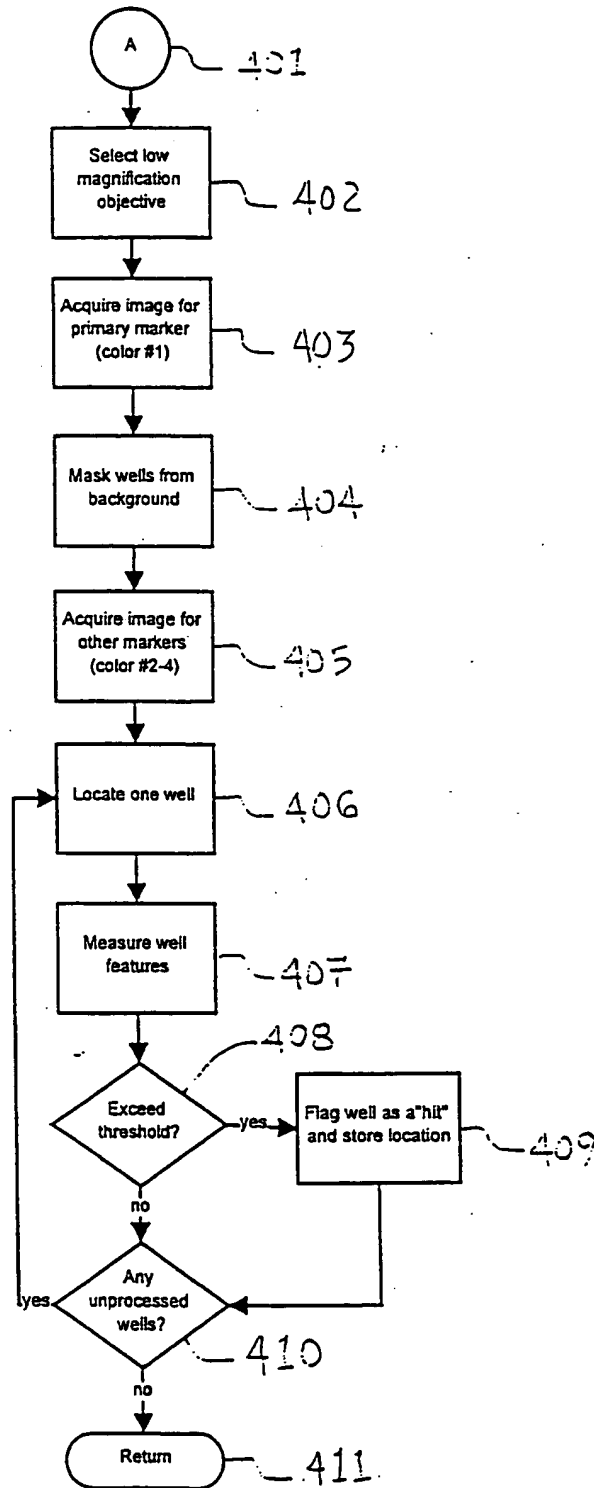 A
401
Select low
magnification
objective
402
Acquire image for
primary marker
(color #1)
403
Mask wells from
background
404
Acquire image for
other markers
(color #2-4)
405
Locate one well
406
Measure well
features
407
408
Exceed
threshold?
yes
Flag well as a"hit"
and store location
409
no
Any
unprocessed
wells?
yes
410
no
Return
411